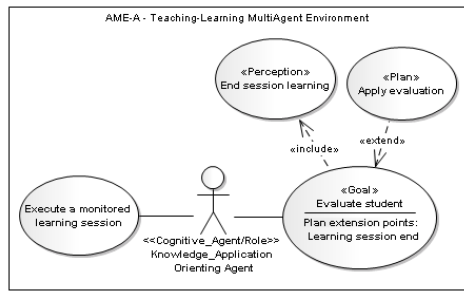 AME-A - Teaching-Learning MultiAgent Environment
«Perception»
End session learning
«Plan»
Apply evaluation
«include»
«extend»
Execute a monitored
learning session
<<Cognitive_Agent/Role>>
Knowledge_Application
Orienting Agent
«Goal»
Evaluate student
Plan extension points:
Learning session end